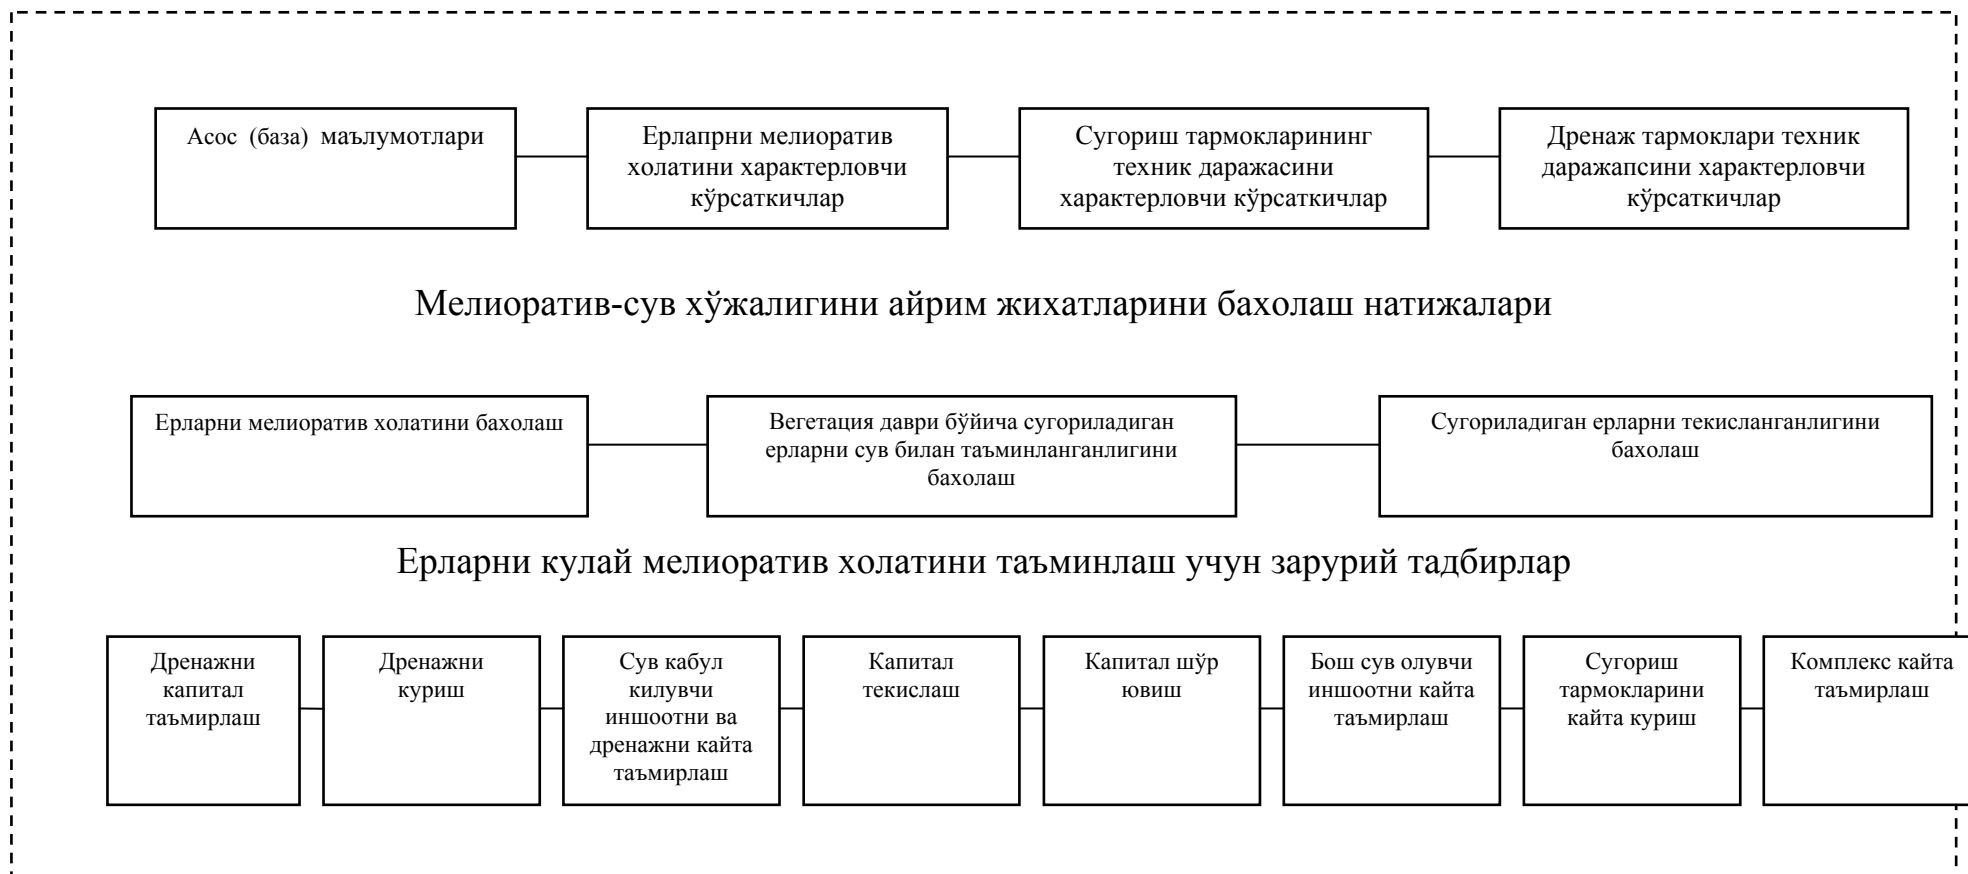 Асос (база) маълумотлари
Ерлапрни мелиоратив
холатини характерловчи
кўрсаткичлар
Сугориш тармокларининг
техник даражасини
характерловчи кўрсаткичлар
Дренаж тармоклари техник
даражапсини характерловчи
кўрсаткичлар
Мелиоратив-сув хўжалигини айрим жихатларини бахолаш натижалари
Ерларни мелиоратив холатини бахолаш
Вегетация даври бўйича сугориладиган
ерларни сув билан таъминланганлигини
бахолаш
Сугориладиган ерларни текисланганлигини
бахолаш
Ерларни кулай мелиоратив холатини таъминлаш учун зарурий тадбирлар
Дренажни
капитал
таъмирлаш
Дренажни
куриш
Сув кабул
килувчи
иншоотни ва
дренажни кайта
таъмирлаш
Капитал
текислаш
Капитал шўр
ювиш
Бош сув олувчи
иншоотни кайта
таъмирлаш
Сугориш
тармокларини
кайта куриш
Комплекс кайта
таъмирлаш